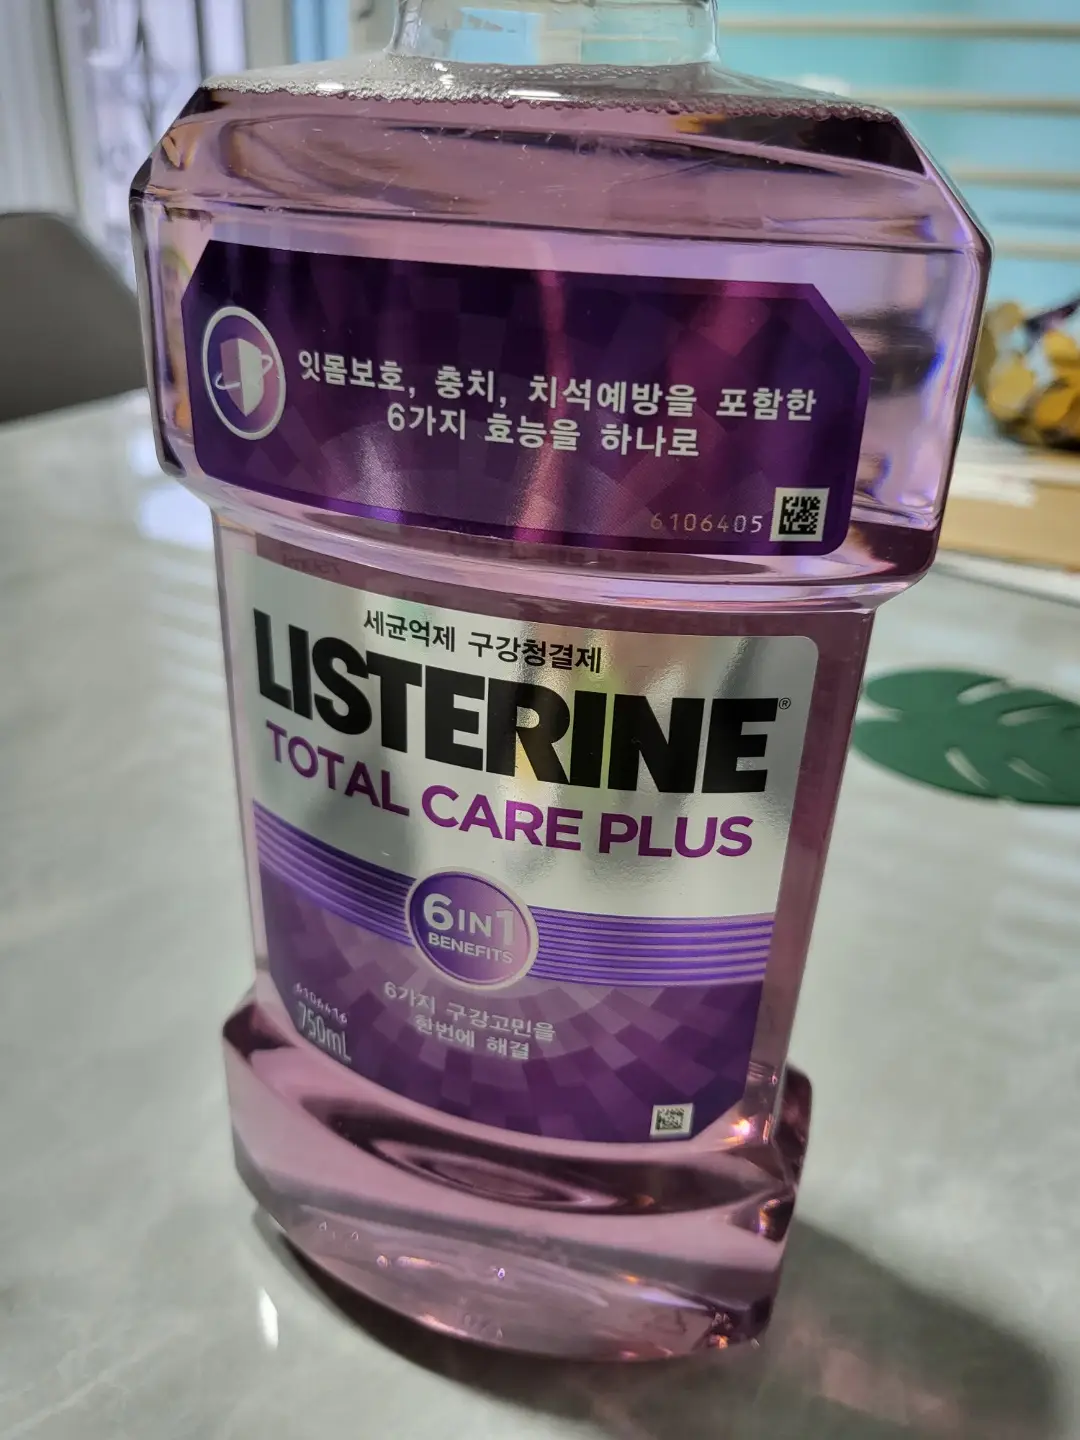 잇몸보호, 충치, 치석예방을 포함한
6가지 효능을 하나로
6106405
세균억제 구강청결제
LISTERINE®
TOTAL CARE PLUS
6IN1
BENEFITS
6가지 구강고민을
한번에 해결
6106416
750mL